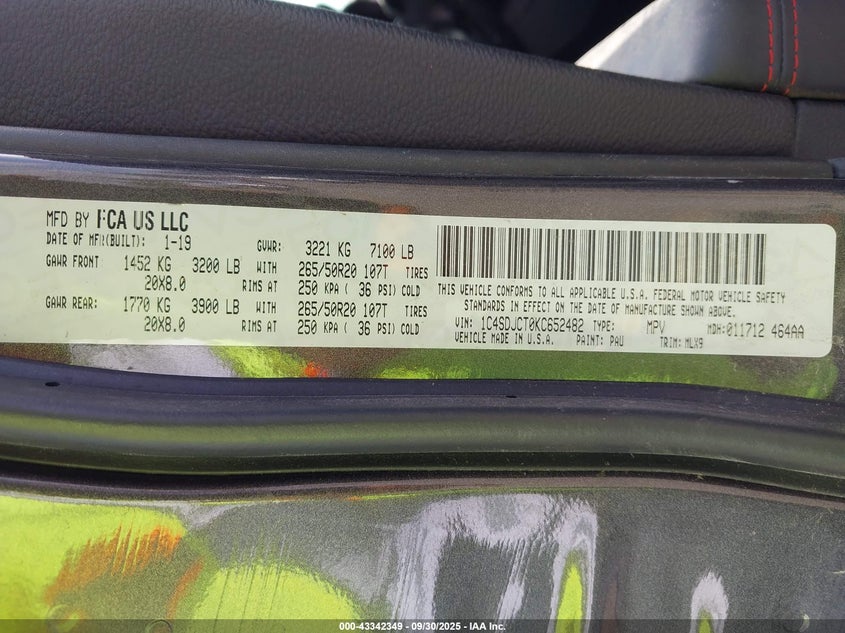 MFD BY FCA US LLC
DATE OF MFR(BUILT): 1-19 GVWR: 3221 KG 7100 LB
GAWR FRONT 1452 KG 3200 LB WITH 265/50R20 107T TIRES
20X8.0 RIMS AT 250 KPA ( 36 PSI) COLD
GAWR REAR: 1770 KG 3900 LB WITH 265/50R20 107T TIRES
20X8.0 RIMS AT 250 KPA ( 36 PSI) COLD
THIS VEHICLE CONFORMS TO ALL APPLICABLE U.S.A. FEDERAL MOTOR VEHICLE SAFETY
STANDARDS IN EFFECT ON THE DATE OF MANUFACTURE SHOWN ABOVE
VIN: 1C4SDJCT0KC652482 TYPE: MPV MDH:011712 464AA
VEHICLE MADE IN U.S.A. PAINT: PAU TRIM: MLX9
000-43342349 - 09/30/2025 - IAA Inc.